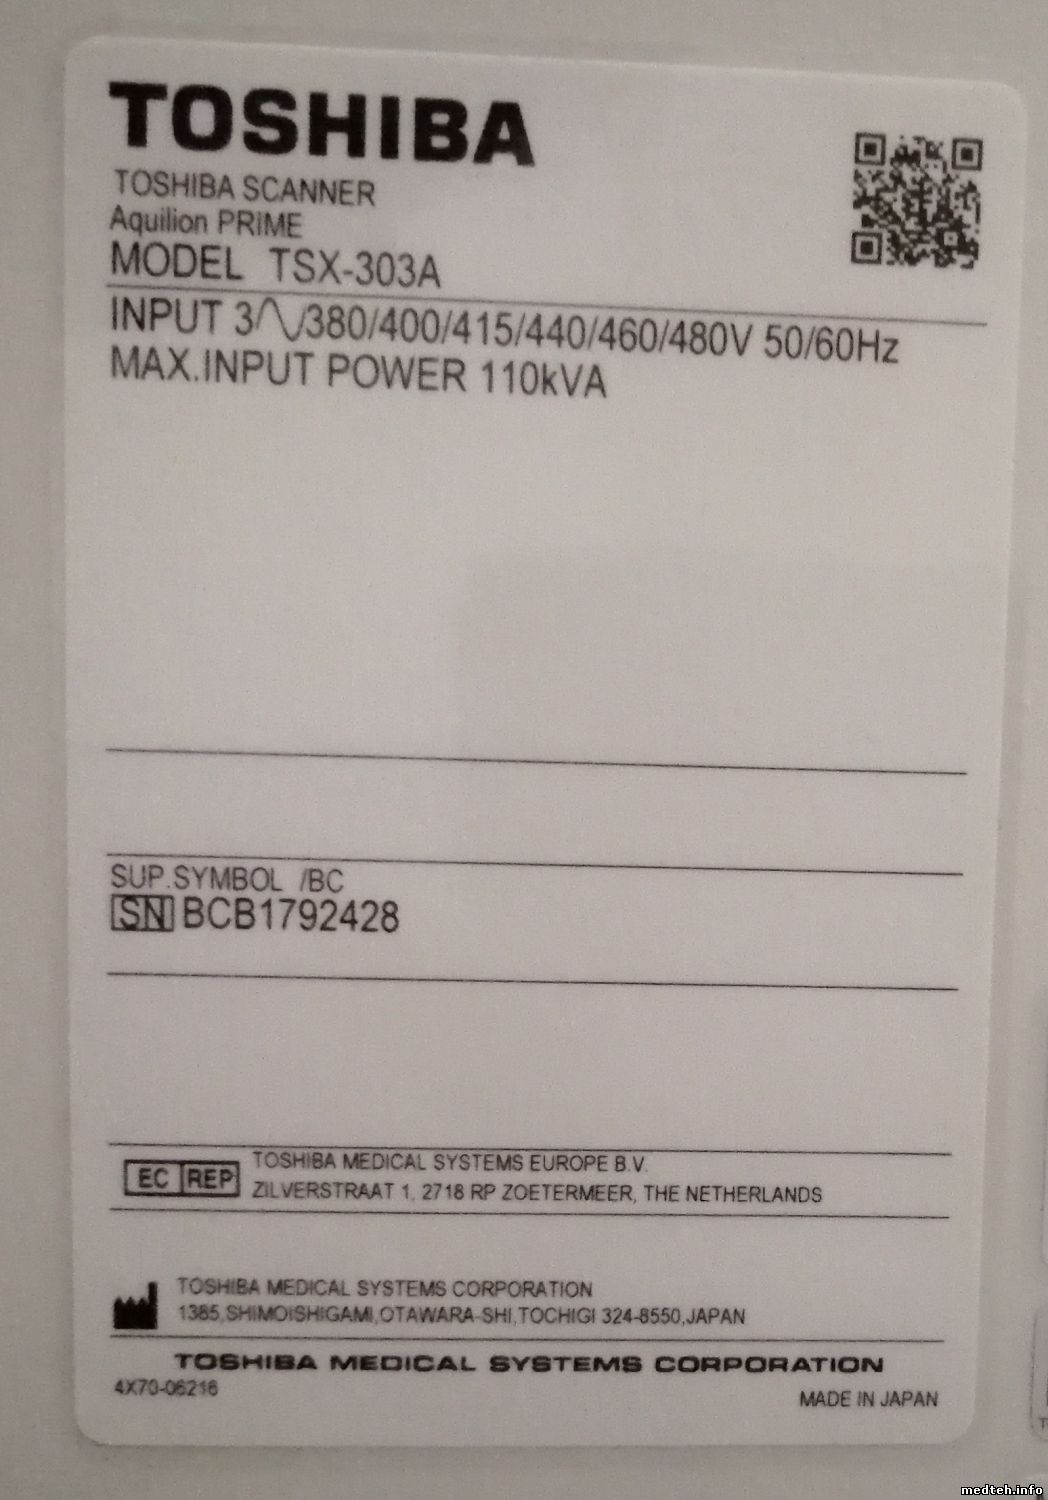 TOSHIBA
TOSHIBA SCANNER
Aquilion PRIME
MODEL TSX-303A
INPUT 3∿/380/400/415/440/460/480V 50/60Hz
MAX.INPUT POWER 110kVA
SUP.SYMBOL /BC
SN BCB1792428
EC REP
TOSHIBA MEDICAL SYSTEMS EUROPE B.V.
ZILVERSTRAAT 1, 2718 RP ZOETERMEER, THE NETHERLANDS
TOSHIBA MEDICAL SYSTEMS CORPORATION
1385,SHIMOISHIGAMI,OTAWARA-SHI,TOCHIGI 324-8550,JAPAN
TOSHIBA MEDICAL SYSTEMS CORPORATION
4X70-06216
MADE IN JAPAN
medteh.info